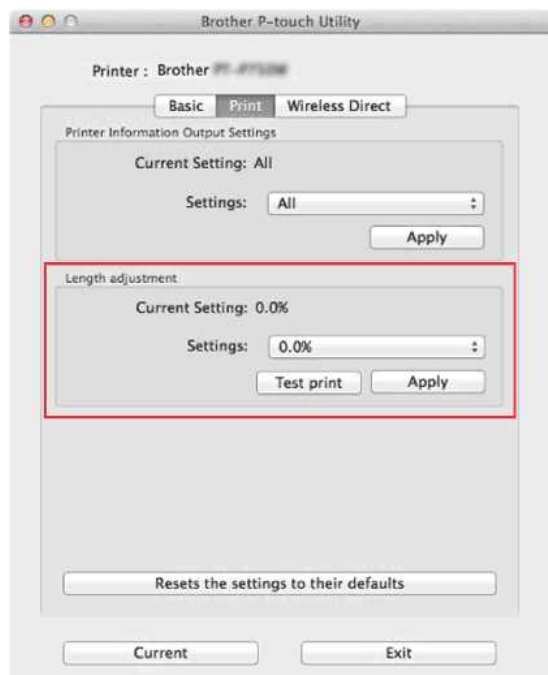 Brother P-touch Utility
Printer : Brother
Basic Print Wireless Direct
Printer Information Output Settings
Current Setting: All
Settings: All
Apply
Length adjustment
Current Setting: 0.0%
Settings: 0.0%
Test print Apply
Resets the settings to their defaults
Current Exit